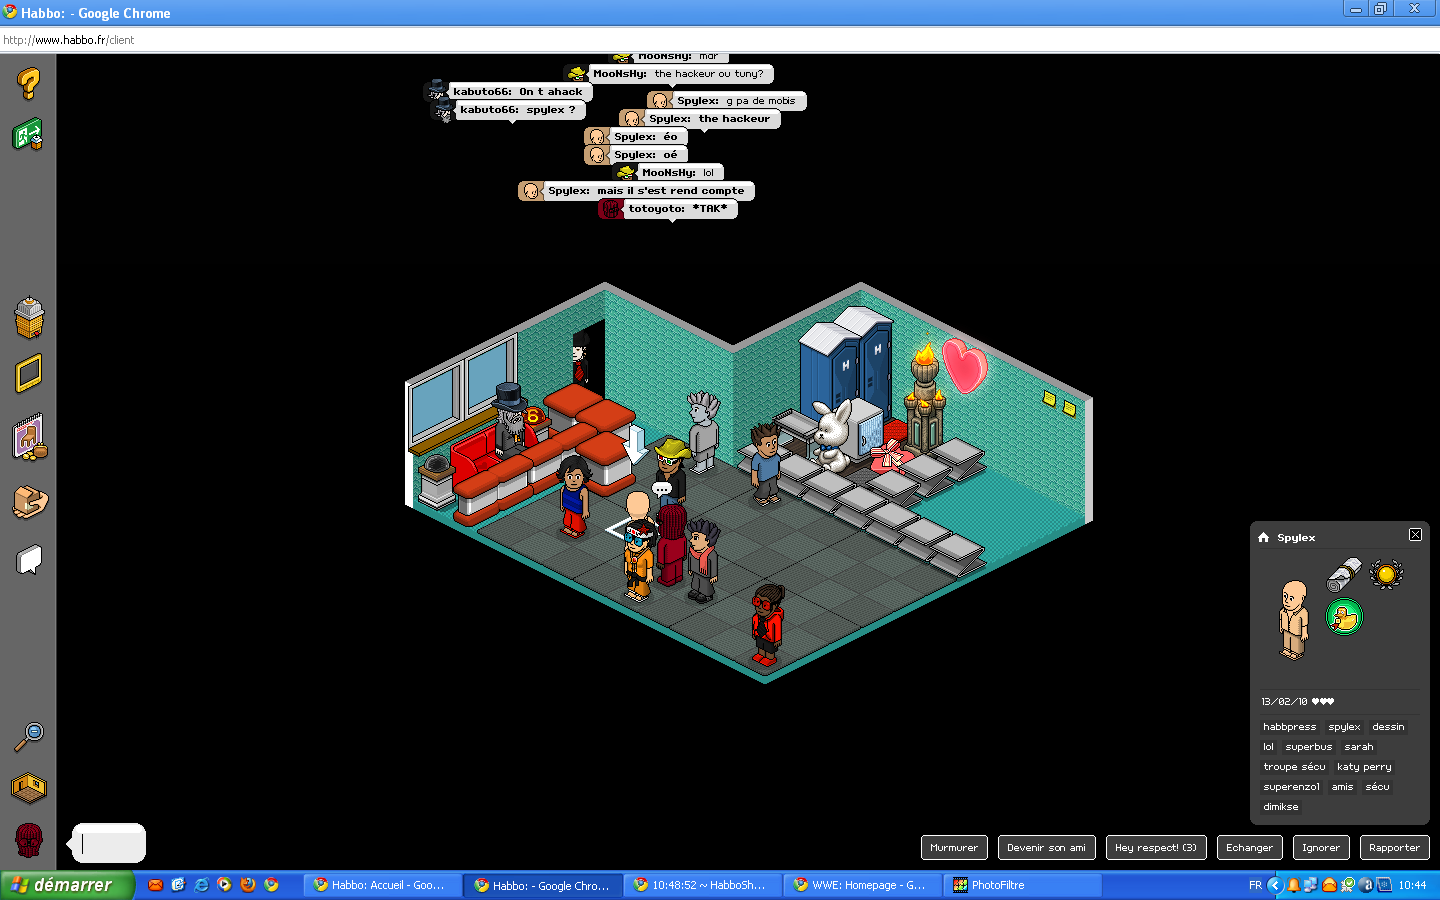 Habbo: - Google Chrome
http://www.habbo.fr/client
MooNsHy: mdr
MooNsHy: the hackeur ou tuny?
kabuto66: On t ahack
Spylex: g pa de mobis
kabuto66: spylex ?
Spylex: the hackeur
Spylex: éo
Spylex: oé
MooNsHy: lol
Spylex: mais il s'est rend compte
totoyoto: *TAK*
H
H
6
...
Spylex
13/02/10
habbpress spylex dessin
lol superbus sarah
troupe sécu katy perry
superenzo1 amis sécu
dimikse
Murmurer
Devenir son ami
Hey respect! (3)
Echanger
Ignorer
Rapporter
démarrer
Habbo: Accueil - Goo...
Habbo: - Google Chro...
10:48:52 ~ HabboSh...
WWE: Homepage - G...
PhotoFiltre
FR
10:44